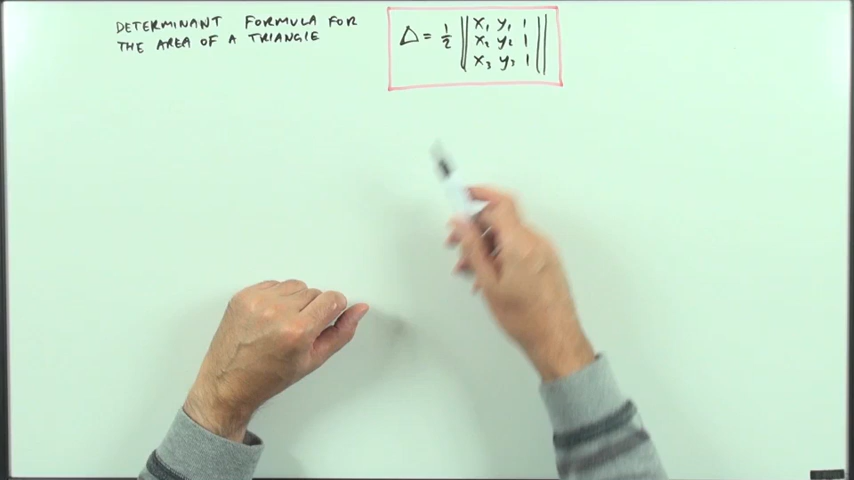 DETERMINANT FORMULA FOR
THE AREA OF A TRIANGLE
Δ = 1/2 || x₁ y₁ 1
x₂ y₂ 1
x₃ y₃ 1 ||